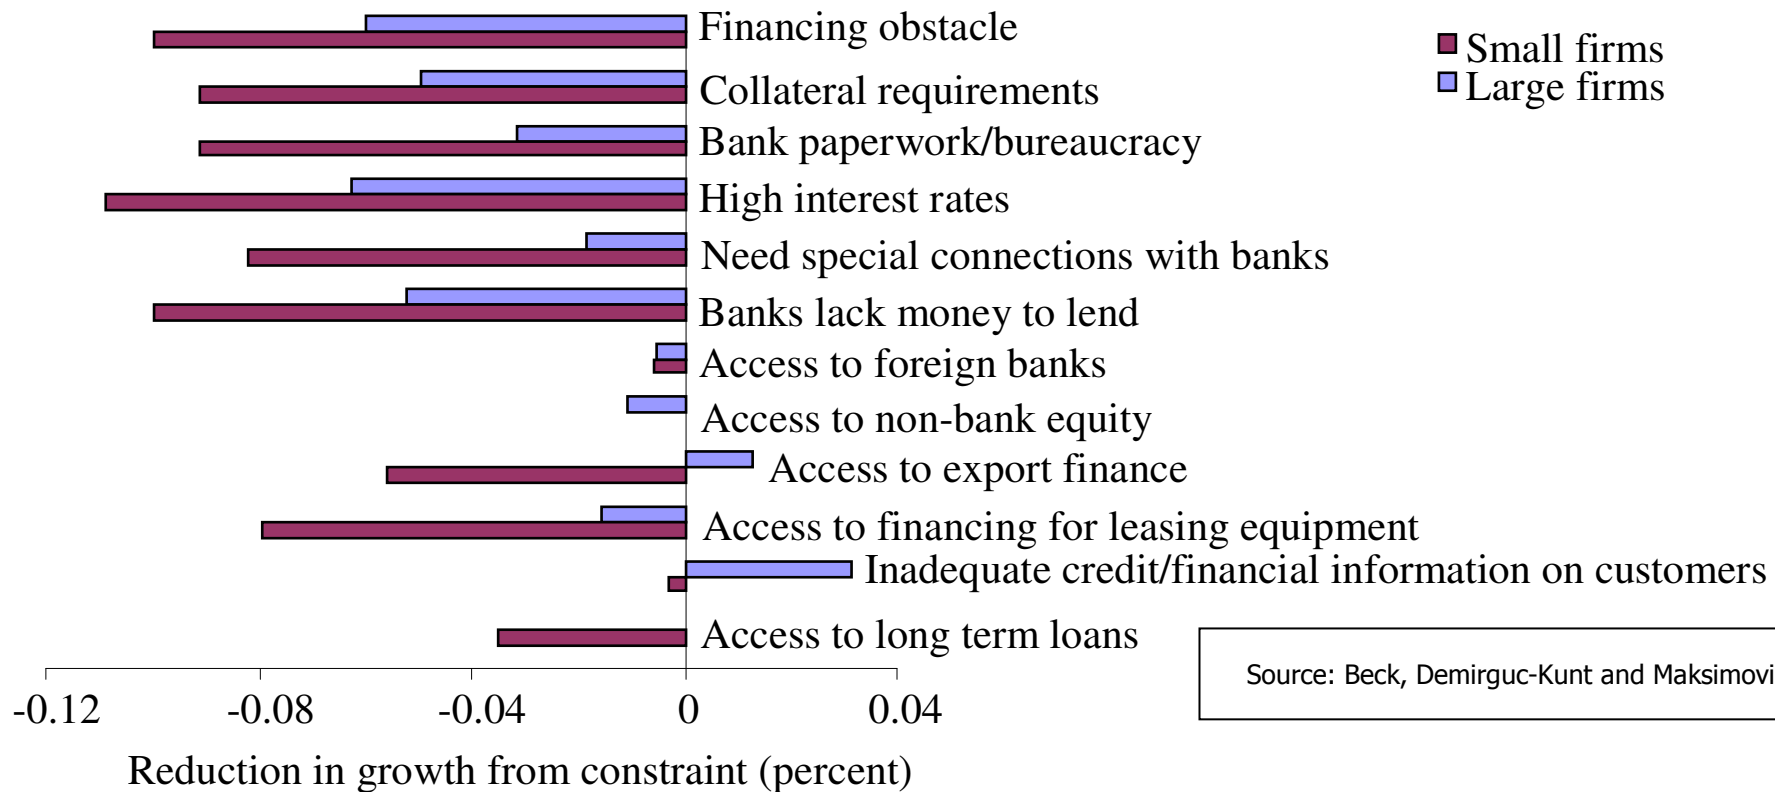 Financing obstacle
Small firms
Large firms
Collateral requirements
Bank paperwork/bureaucracy
High interest rates
Need special connections with banks
Banks lack money to lend
Access to foreign banks
Access to non-bank equity
Access to export finance
Access to financing for leasing equipment
Inadequate credit/financial information on customers
Access to long term loans
Source: Beck, Demirguc-Kunt and Maksimovi
-0.12 -0.08 -0.04 0 0.04
Reduction in growth from constraint (percent)